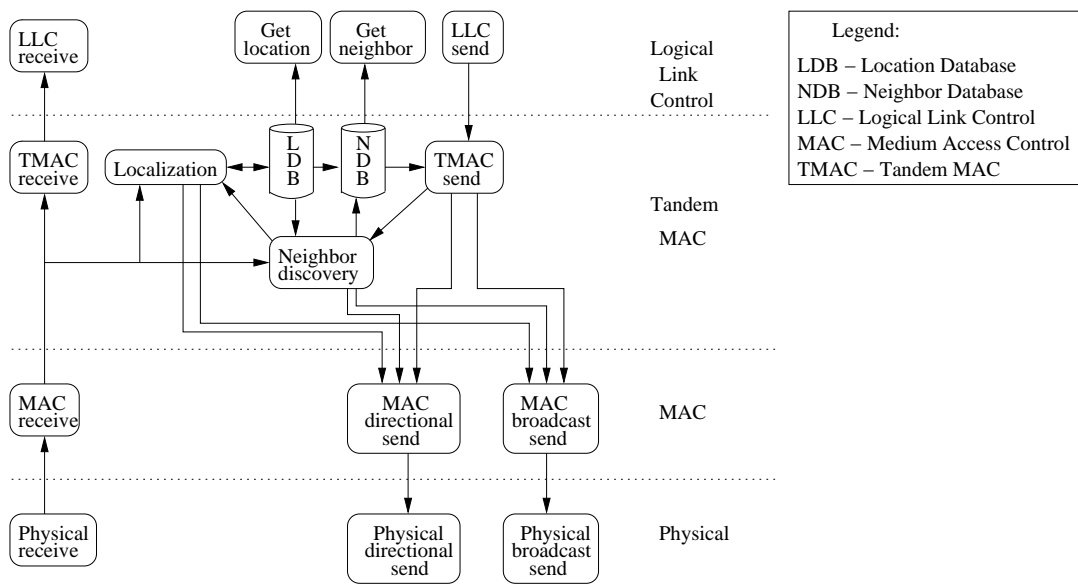 LLC
receive
Get
location
Get
neighbor
LLC
send
Logical
Link
Control
Legend:
LDB – Location Database
NDB – Neighbor Database
LLC – Logical Link Control
MAC – Medium Access Control
TMAC – Tandem MAC
TMAC
receive
Localization
L
D
B
N
D
B
TMAC
send
Tandem
MAC
Neighbor
discovery
MAC
receive
MAC
directional
send
MAC
broadcast
send
MAC
Physical
receive
Physical
directional
send
Physical
broadcast
send
Physical